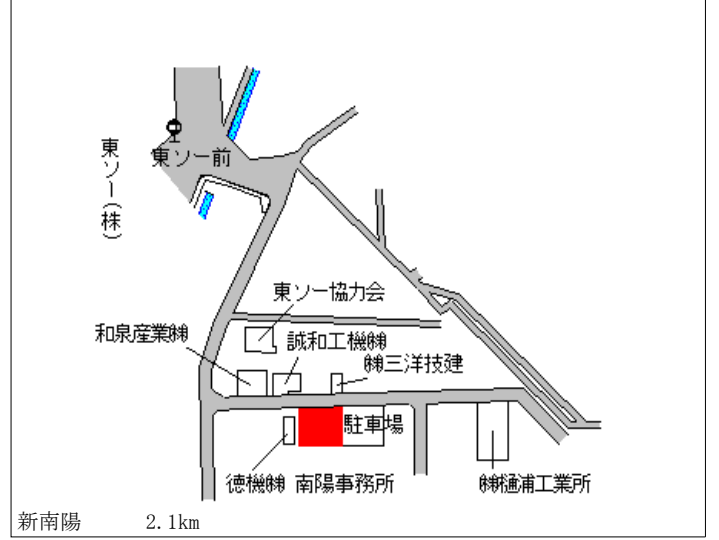 東ソー前
東ソー(株)
東ソー協力会
和泉産業㈱
誠和工機㈱
㈱三洋技建
駐車場
徳機㈱ 南陽事務所
㈱樋浦工業所
新南陽 2.1km